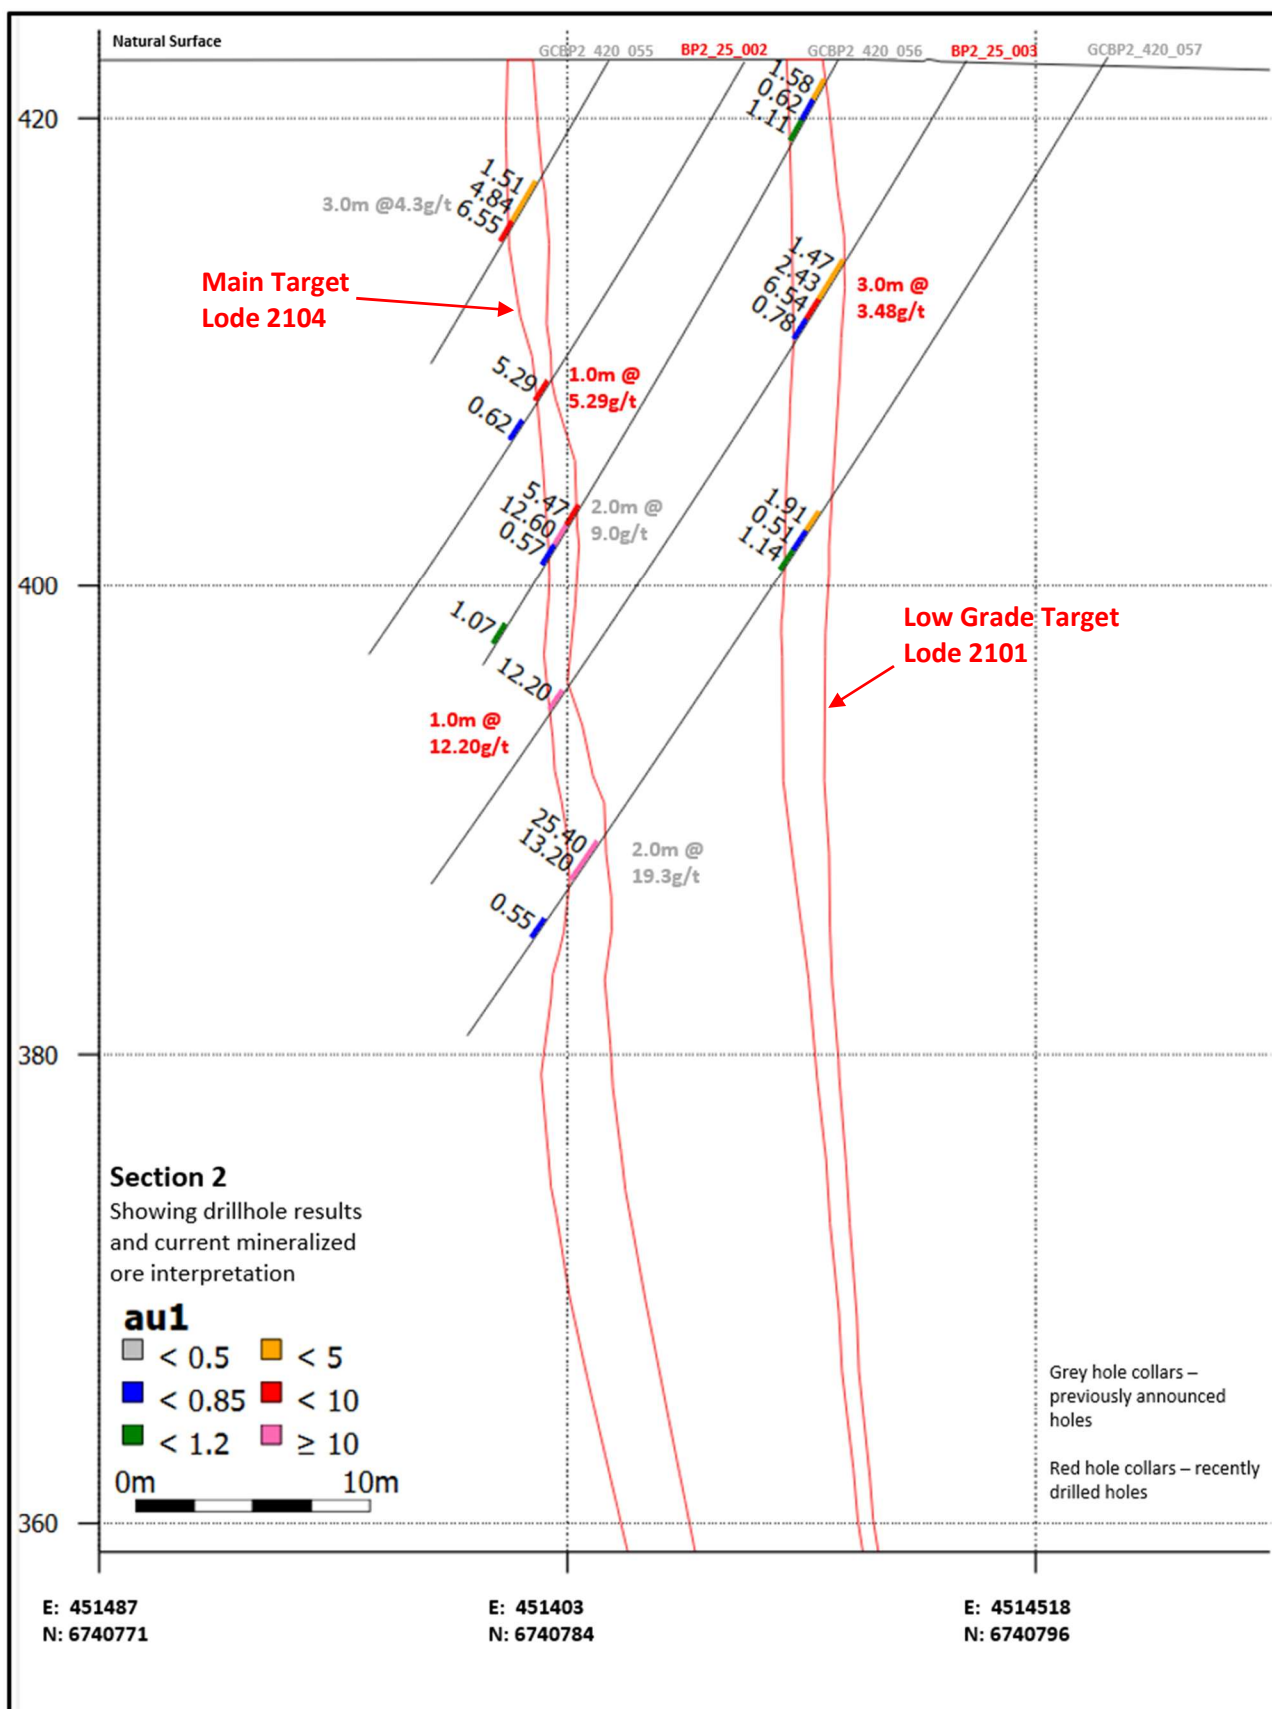 Natural Surface
GCBP2_420_055
BP2_25_002
GCBP2_420_056
BP2_25_003
GCBP2_420_057
420
1.58
0.62
1.11
1.51
4.84
6.55
3.0m @4.3g/t
1.47
2.43
6.54
0.78
3.0m @
3.48g/t
Main Target
Lode 2104
5.29
0.62
1.0m @
5.29g/t
5.47
12.60
0.57
2.0m @
9.0g/t
1.91
0.51
1.14
400
1.07
12.20
1.0m @
12.20g/t
Low Grade Target
Lode 2101
25.40
13.20
2.0m @
19.3g/t
0.55
380
Section 2
Showing drillhole results
and current mineralized
ore interpretation
au1
< 0.5
< 5
< 0.85
< 10
< 1.2
≥ 10
0m
10m
Grey hole collars –
previously announced
holes
Red hole collars – recently
drilled holes
360
E: 451487
N: 6740771
E: 451403
N: 6740784
E: 4514518
N: 6740796